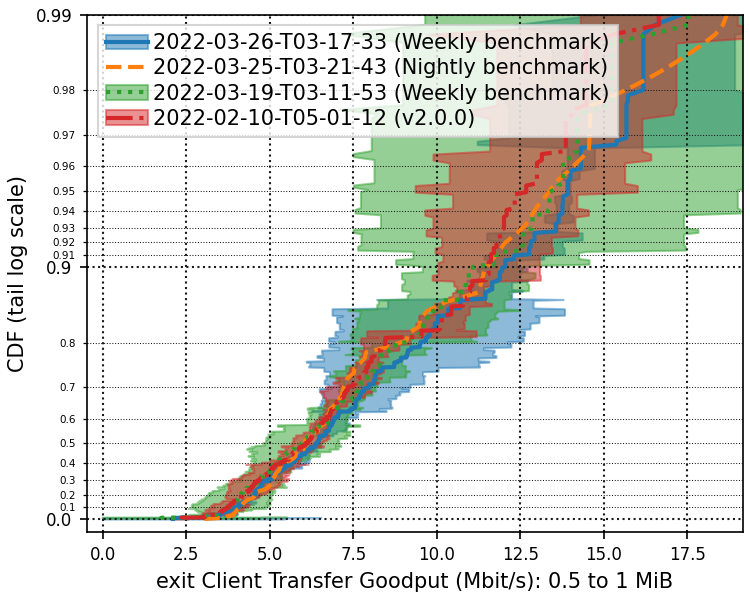 2022-03-26-T03-17-33 (Weekly benchmark)
2022-03-25-T03-21-43 (Nightly benchmark)
2022-03-19-T03-11-53 (Weekly benchmark)
2022-02-10-T05-01-12 (v2.0.0)
CDF (tail log scale)
0.99
0.98
0.97
0.96
0.95
0.94
0.93
0.92
0.91
0.9
0.8
0.7
0.6
0.5
0.4
0.3
0.2
0.1
0.0
0.0 2.5 5.0 7.5 10.0 12.5 15.0 17.5
exit Client Transfer Goodput (Mbit/s): 0.5 to 1 MiB